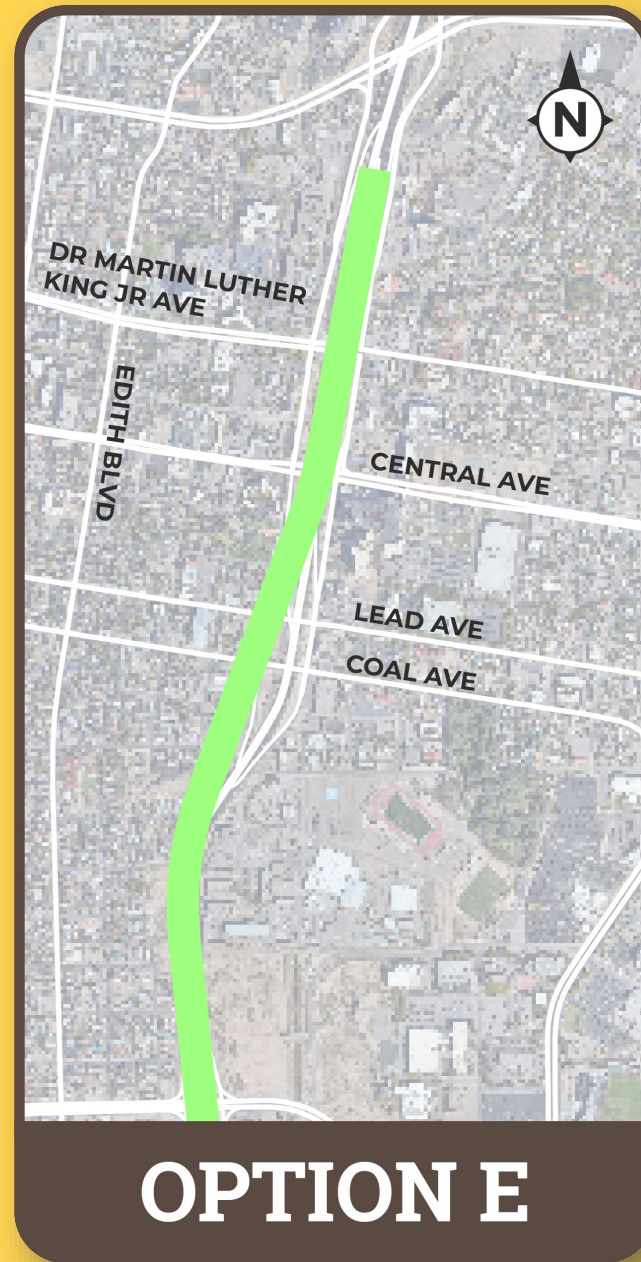 N
DR MARTIN LUTHER
KING JR AVE
EDITH BLVD
CENTRAL AVE
LEAD AVE
COAL AVE
OPTION E